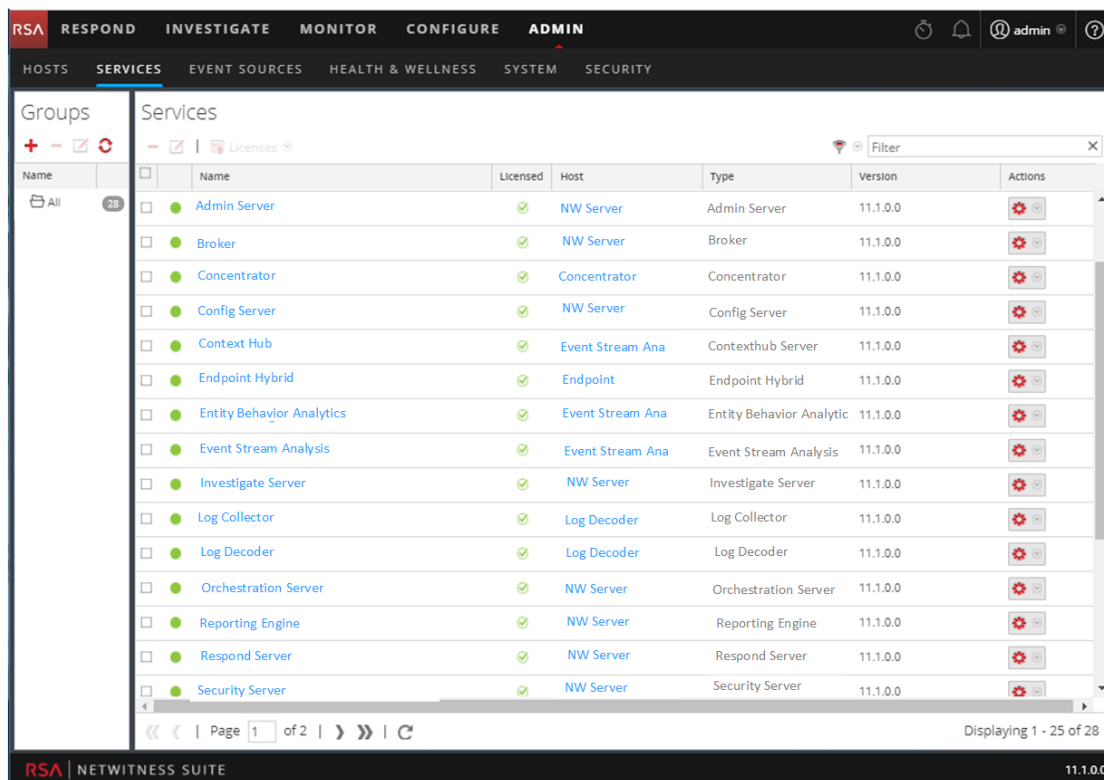 RSA RESPOND INVESTIGATE MONITOR CONFIGURE ADMIN admin ?
HOSTS SERVICES EVENT SOURCES HEALTH & WELLNESS SYSTEM SECURITY
Groups
Services
Licenses
Filter
Name
All 28
Name Licensed Host Type Version Actions
Admin Server NW Server Admin Server 11.1.0.0
Broker NW Server Broker 11.1.0.0
Concentrator Concentrator Concentrator 11.1.0.0
Config Server NW Server Config Server 11.1.0.0
Context Hub Event Stream Ana Contexthub Server 11.1.0.0
Endpoint Hybrid Endpoint Endpoint Hybrid 11.1.0.0
Entity Behavior Analytics Event Stream Ana Entity Behavior Analytic 11.1.0.0
Event Stream Analysis Event Stream Ana Event Stream Analysis 11.1.0.0
Investigate Server NW Server Investigate Server 11.1.0.0
Log Collector Log Decoder Log Collector 11.1.0.0
Log Decoder Log Decoder Log Decoder 11.1.0.0
Orchestration Server NW Server Orchestration Server 11.1.0.0
Reporting Engine NW Server Reporting Engine 11.1.0.0
Respond Server NW Server Respond Server 11.1.0.0
Security Server NW Server Security Server 11.1.0.0
Page 1 of 2
Displaying 1 - 25 of 28
RSA NETWITNESS SUITE 11.1.0.0